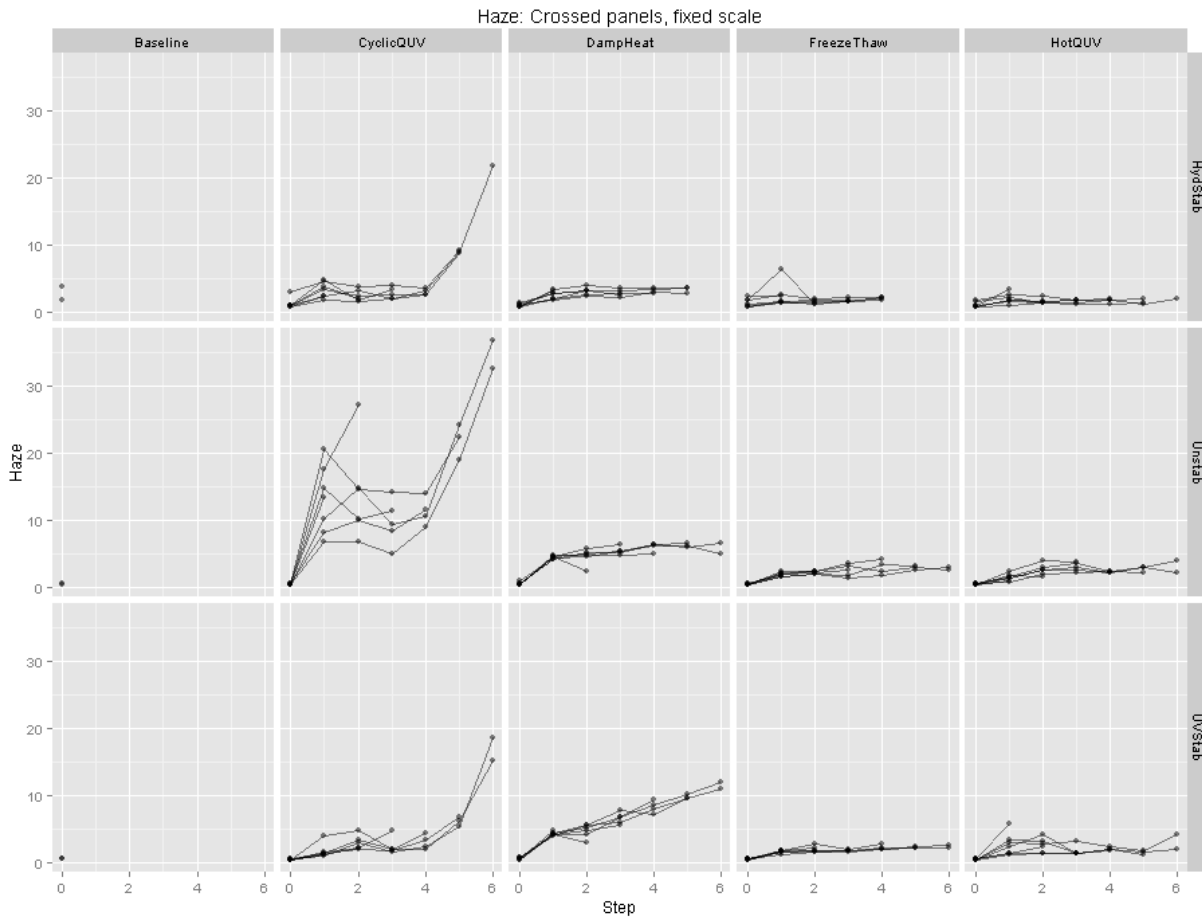 Haze: Crossed panels, fixed scale
Baseline
CyclicQUV
DampHeat
FreezeThaw
HotQUV
30
20
10
0
HydStab
30
20
10
0
Unstab
Haze
30
20
10
0
UVStab
0 2 4 6
0 2 4 6
0 2 4 6
0 2 4 6
0 2 4 6
Step